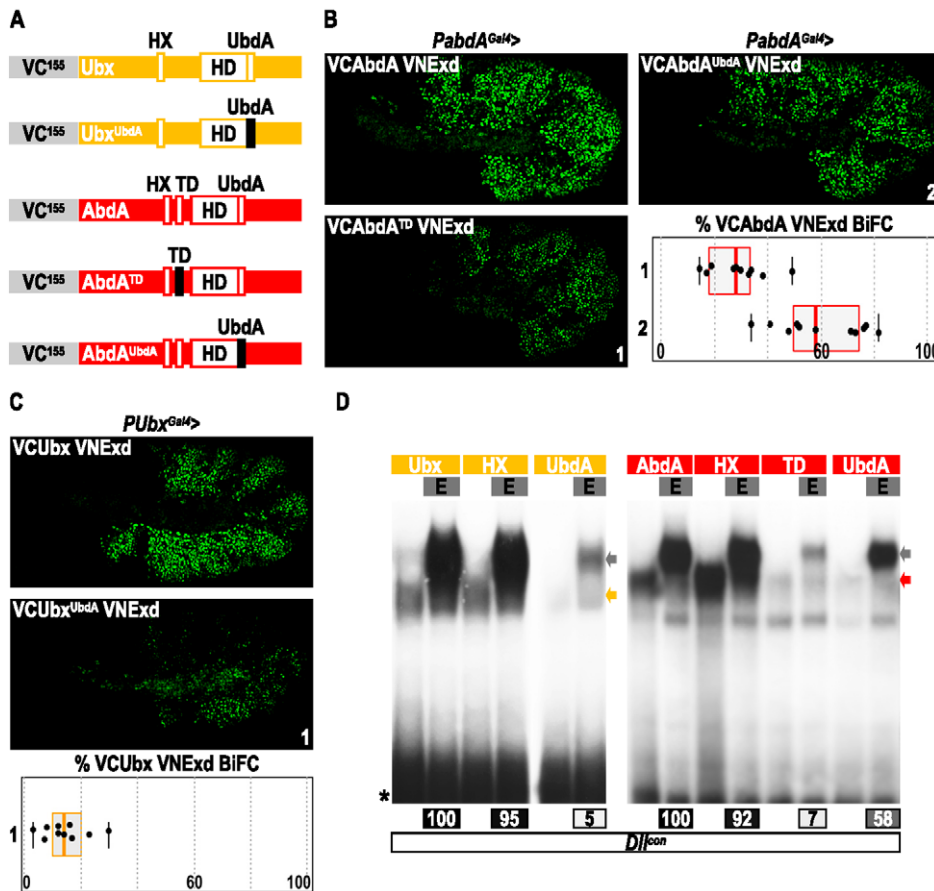 A
HX
UbdA
VC155
Ubx
HD
UbdA
VC155
UbxUbdA
HD
HX TD UbdA
VC155
AbdA
HD
TD
VC155
AbdATD
HD
UbdA
VC155
AbdAUbdA
HD
B
PabdAGal4>
PabdAGal4>
VCAbdA VNExd
VCAbdAUbdA VNExd
2
VCAbdATD VNExd
1
% VCAbdA VNExd BiFC
1
2
0 60 100
C
PUbxGal4>
VCUbx VNExd
VCUbxUbdA VNExd
1
% VCUbx VNExd BiFC
1
0 60 100
D
Ubx HX UbdA AbdA HX TD UbdA
E E E E E E E
*
100 95 5 100 92 7 58
Dllcon